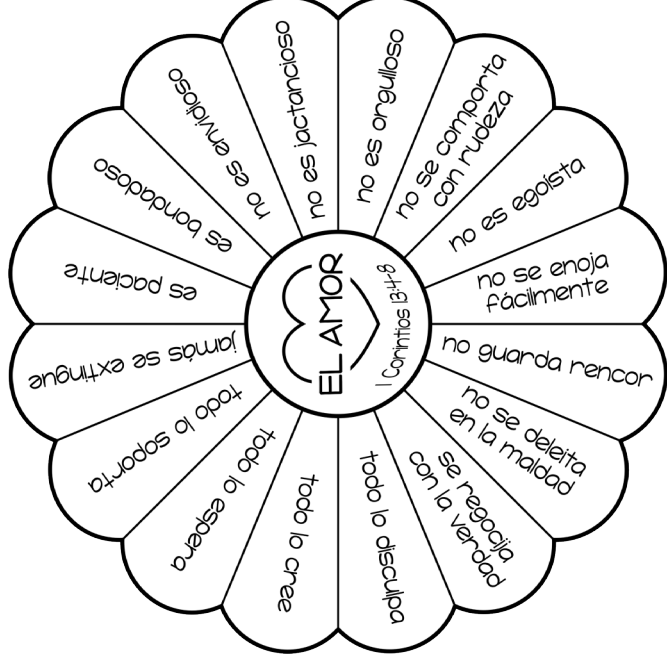 EL AMOR
1 Corintios 13:4-8
es paciente
es bondadoso
no es envidioso
no es jactancioso
no es orgulloso
no se comporta
con rudeza
no es egoísta
no se enoja
fácilmente
no guarda rencor
no se deleita
en la maldad
se regocija
con la verdad
todo lo disculpa
todo lo cree
todo lo espera
todo lo soporta
jamás se extingue